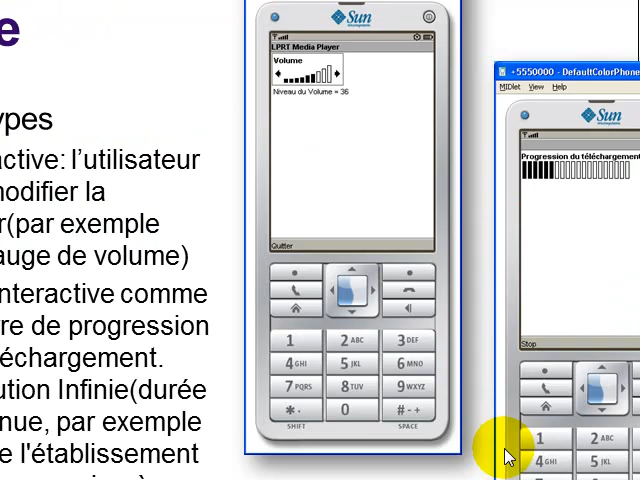 e
ypes
active: l'utilisateur
modifier la
r(par exemple
auge de volume)
nteractive comme
rre de progression
léchargement.
ution Infinie(durée
nue, par exemple
e l'établissement
Sun
LPRT Media Player
Volume
Niveau du Volume = 36
Quitter
1 2 ABC 3 DEF
4 GHI 5 JKL 6 MNO
7 PQRS 8 TUV 9 WXYZ
* . 0 # - +
SHIFT SPACE
+5550000 - DefaultColorPhone
MIDlet View Help
Sun
Progression du téléchargement
Stop
1 2 ABC
4 GHI 5 JKL